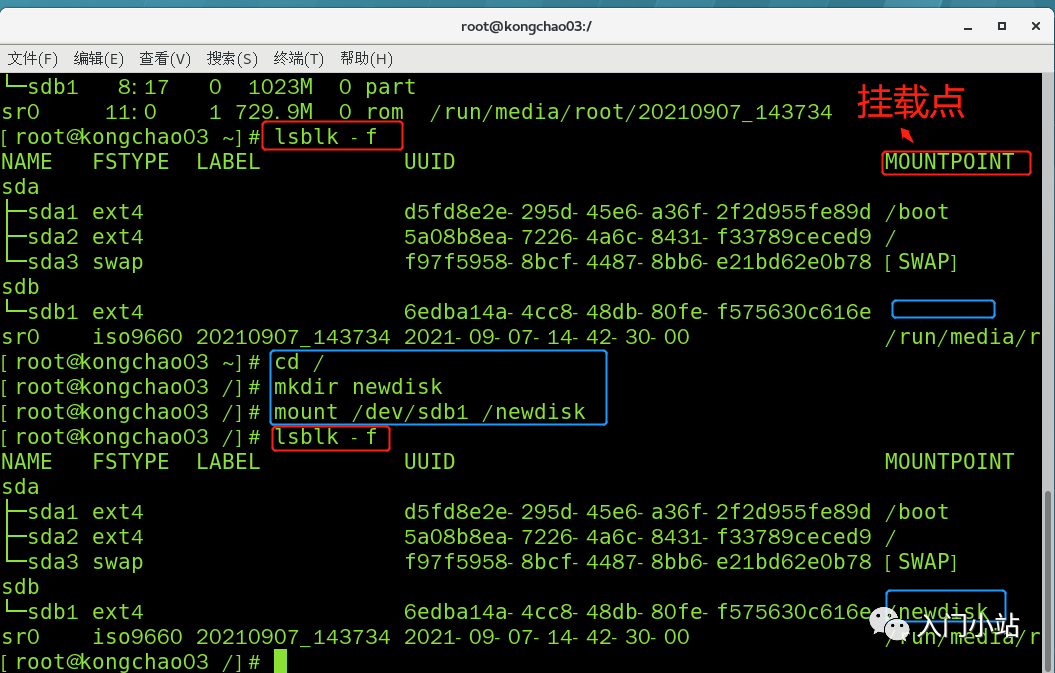 root@kongchao03:/
文件(F) 编辑(E) 查看(V) 搜索(S) 终端(T) 帮助(H)
└─sdb1 8:17 0 1023M 0 part
sr0 11:0 1 729.9M 0 rom /run/media/root/20210907_143734
挂载点
[root@kongchao03 ~]# lsblk -f
NAME FSTYPE LABEL UUID MOUNTPOINT
sda
├─sda1 ext4 d5fd8e2e-295d-45e6-a36f-2f2d955fe89d /boot
├─sda2 ext4 5a08b8ea-7226-4a6c-8431-f33789ceced9 /
└─sda3 swap f97f5958-8bcf-4487-8bb6-e21bd62e0b78 [SWAP]
sdb
└─sdb1 ext4 6edba14a-4cc8-48db-80fe-f575630c616e
sr0 iso9660 20210907_143734 2021-09-07-14-42-30-00 /run/media/r
[root@kongchao03 ~]# cd /
[root@kongchao03 /]# mkdir newdisk
[root@kongchao03 /]# mount /dev/sdb1 /newdisk
[root@kongchao03 /]# lsblk -f
NAME FSTYPE LABEL UUID MOUNTPOINT
sda
├─sda1 ext4 d5fd8e2e-295d-45e6-a36f-2f2d955fe89d /boot
├─sda2 ext4 5a08b8ea-7226-4a6c-8431-f33789ceced9 /
└─sda3 swap f97f5958-8bcf-4487-8bb6-e21bd62e0b78 [SWAP]
sdb
└─sdb1 ext4 6edba14a-4cc8-48db-80fe-f575630c616e /newdisk
入门小站
sr0 iso9660 20210907_143734 2021-09-07-14-42-30-00 /run/media/r
[root@kongchao03 /]#